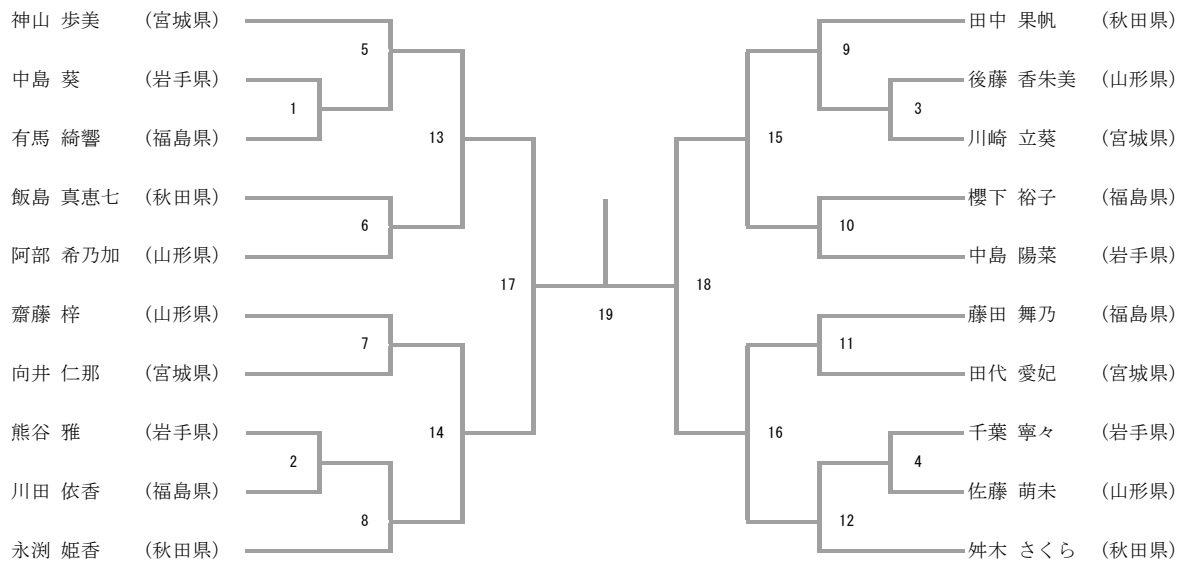 神山 歩美 (宮城県)
5
中島 葵 (岩手県)
1
有馬 綺響 (福島県)
13
飯島 真恵七 (秋田県)
6
阿部 希乃加 (山形県)
17
齋藤 梓 (山形県)
7
向井 仁那 (宮城県)
熊谷 雅 (岩手県)
14
2
川田 依香 (福島県)
8
永渕 姫香 (秋田県)
19
田中 果帆 (秋田県)
9
後藤 香朱美 (山形県)
3
川崎 立葵 (宮城県)
15
櫻下 裕子 (福島県)
10
中島 陽菜 (岩手県)
18
藤田 舞乃 (福島県)
11
田代 愛妃 (宮城県)
千葉 寧々 (岩手県)
16
4
佐藤 萌未 (山形県)
12
舛木 さくら (秋田県)